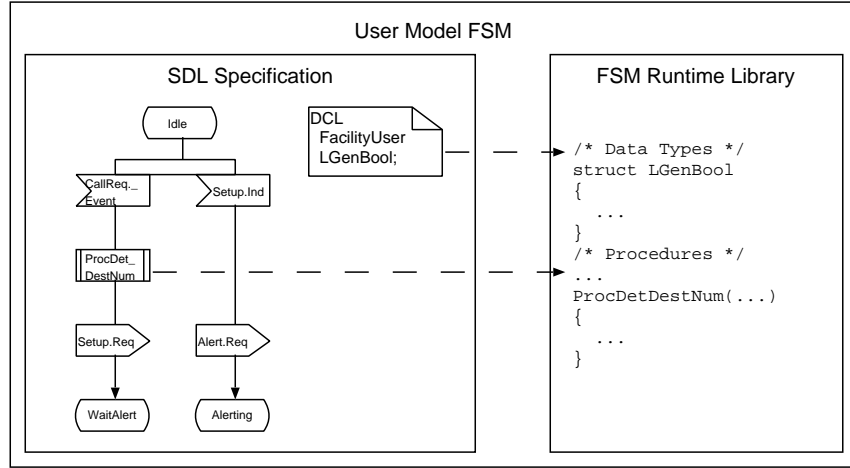 User Model FSM
SDL Specification
Idle
CallReq._
Event
Setup.Ind
ProcDet_
DestNum
Setup.Req
Alert.Req
WaitAlert
Alerting
DCL
FacilityUser
LGenBool;
FSM Runtime Library
/* Data Types */
struct LGenBool
{
...
}
/* Procedures */
...
ProcDetDestNum(...)
{
...
}